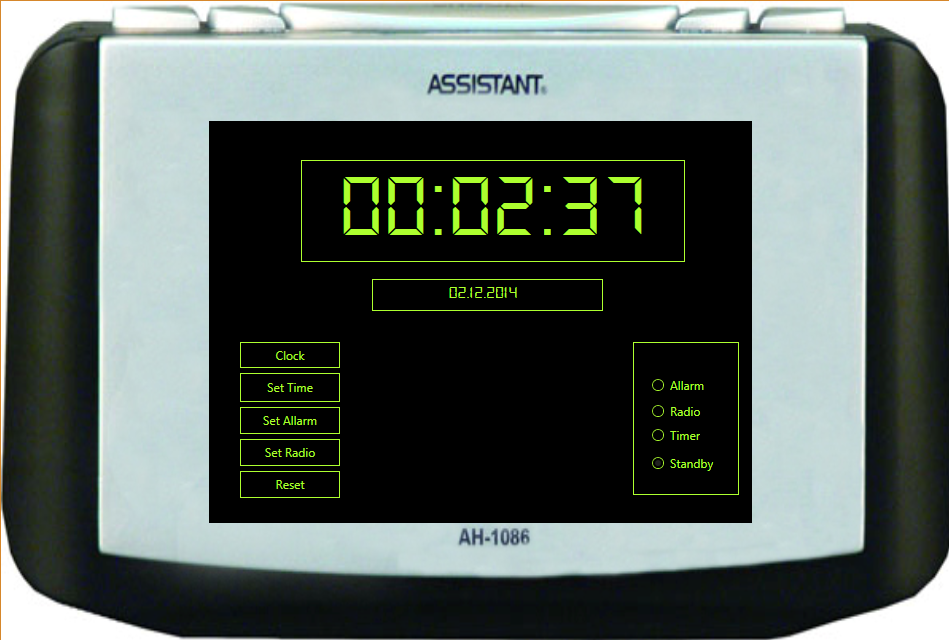 ASSISTANT
00:02:37
02.12.2014
Clock
Set Time
Set Allarm
Set Radio
Reset
Allarm
Radio
Timer
Standby
AH-1086